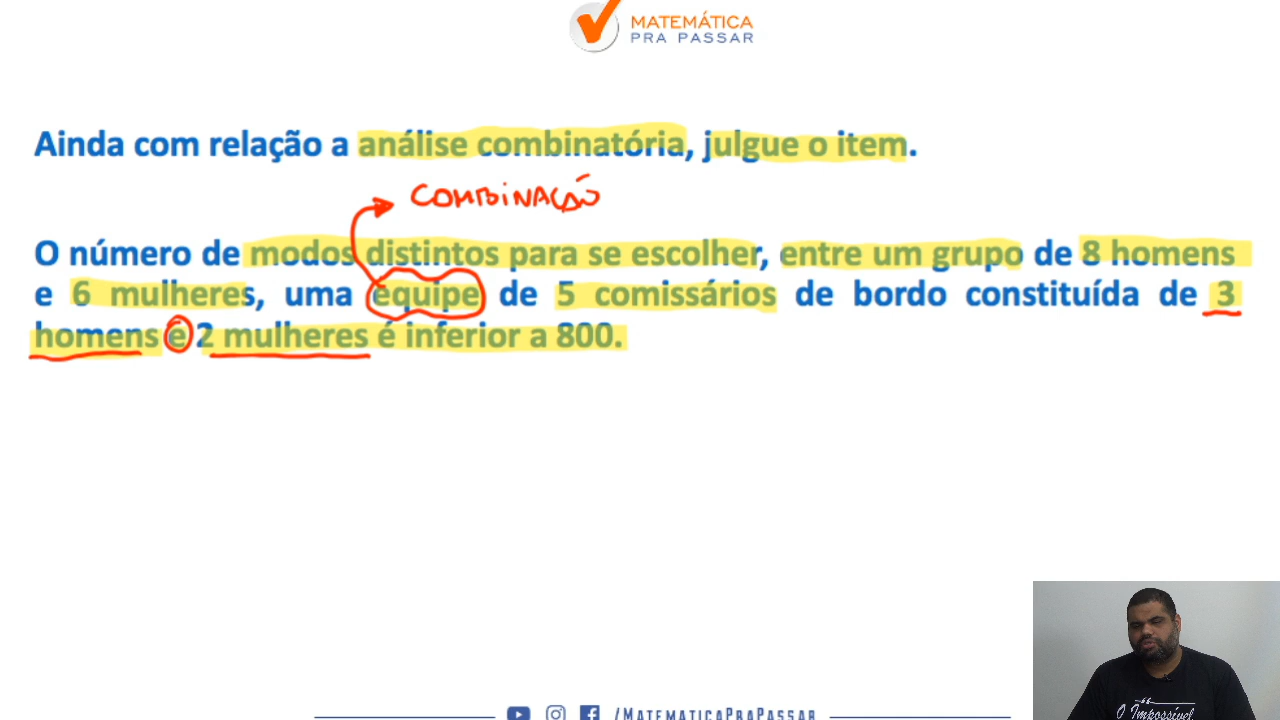 MATEMÁTICA
PRA PASSAR
Ainda com relação a análise combinatória, julgue o item.
COMBINAÇÃO
O número de modos distintos para se escolher, entre um grupo de 8 homens
e 6 mulheres, uma equipe de 5 comissários de bordo constituída de 3
homens e 2 mulheres é inferior a 800.
“
O Impossível
/MATEMATICAPRAPASSAR